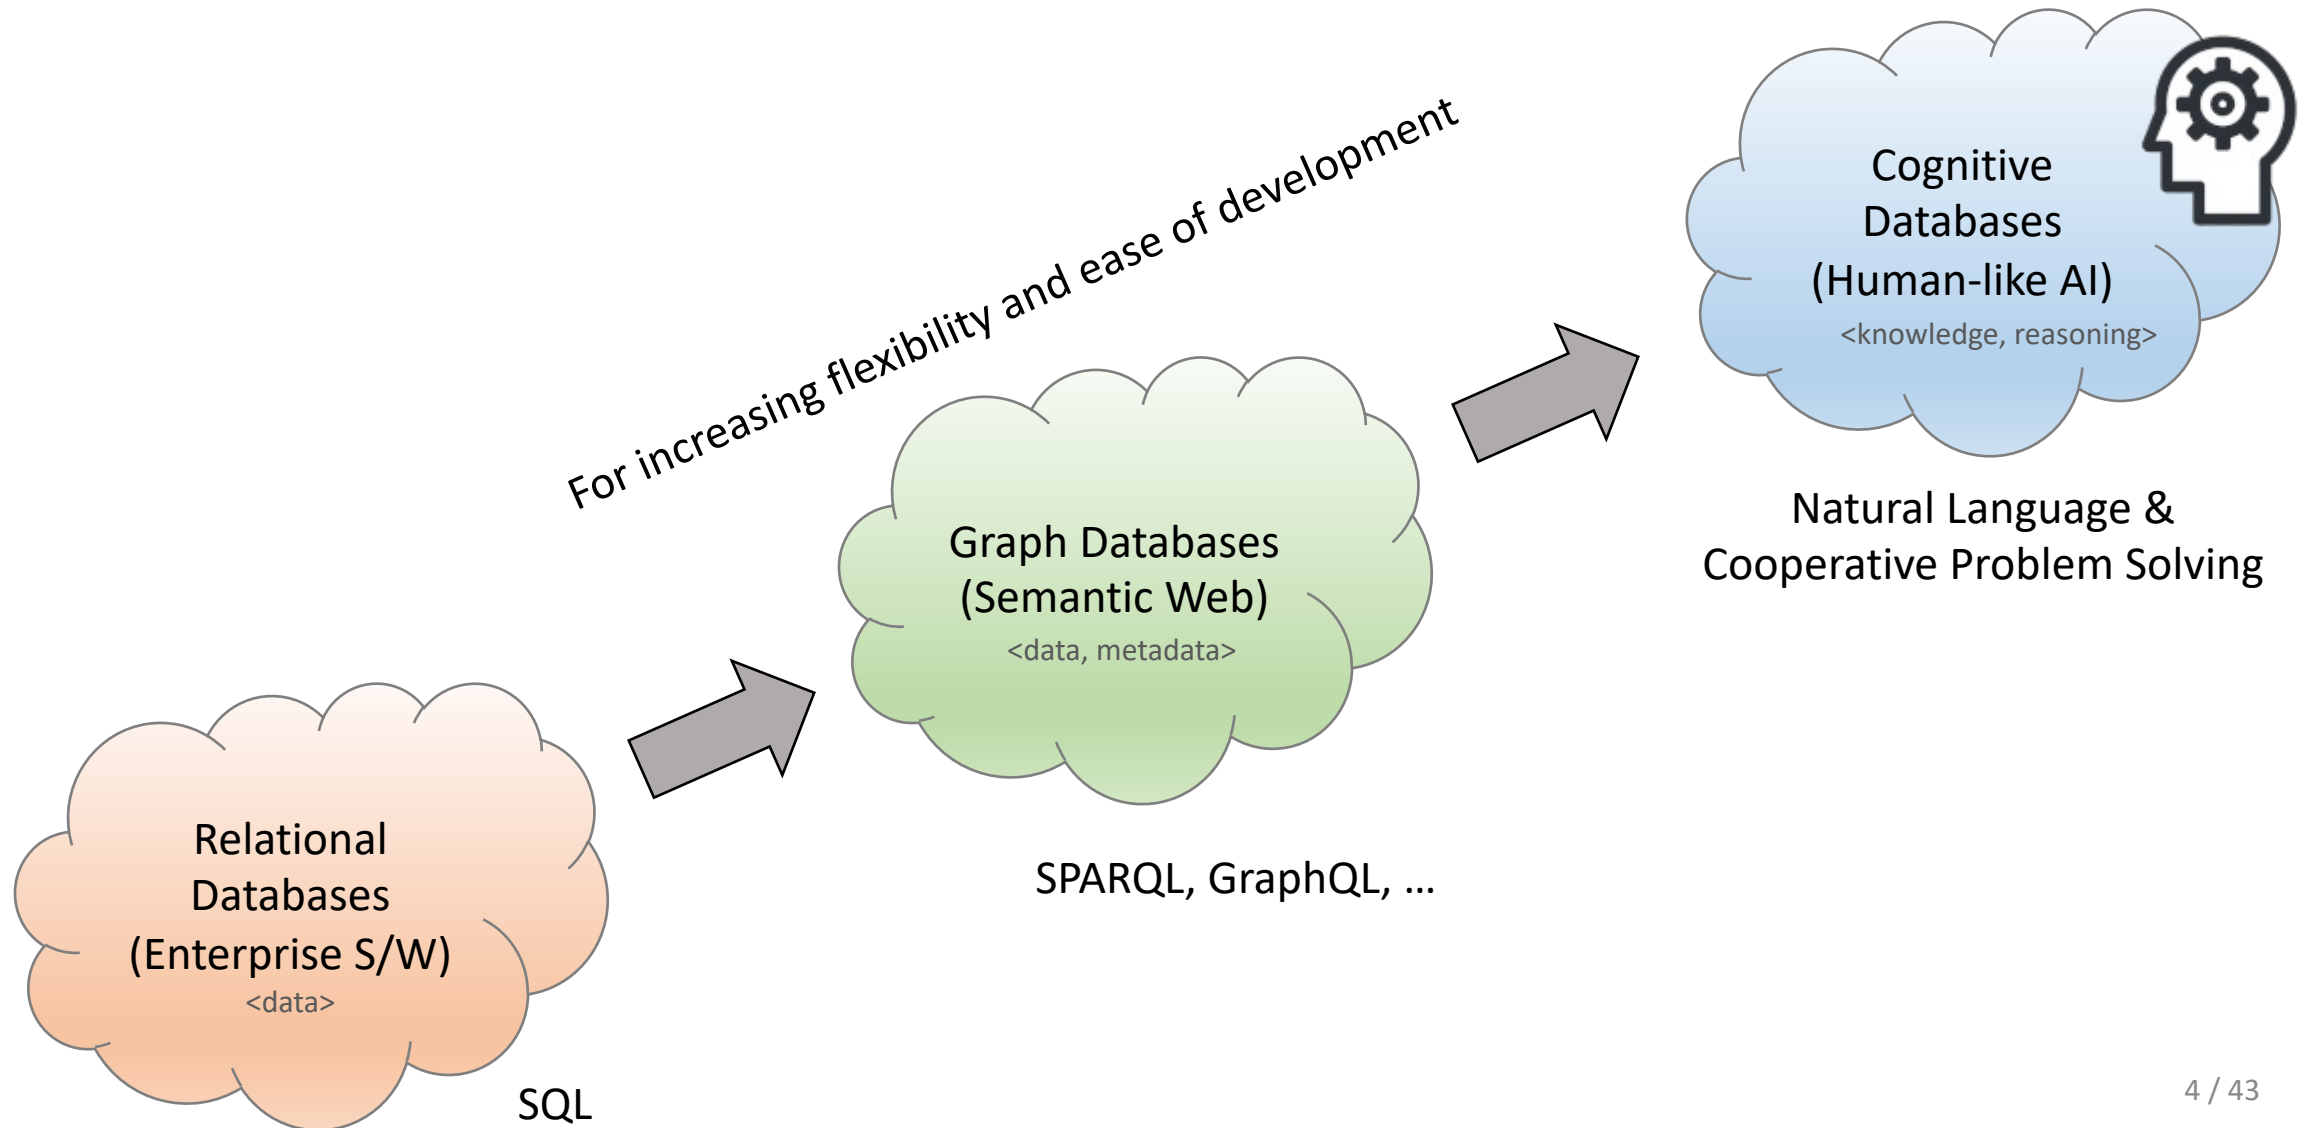 For increasing flexibility and ease of development
Cognitive
Databases
(Human-like AI)
<knowledge, reasoning>
Natural Language &
Cooperative Problem Solving
Graph Databases
(Semantic Web)
<data, metadata>
SPARQL, GraphQL, ...
Relational
Databases
(Enterprise S/W)
<data>
SQL
4 / 43